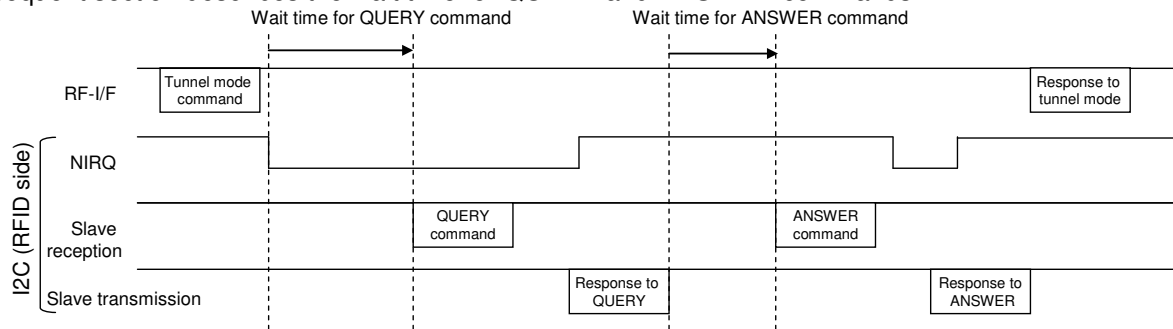 Wait time for QUERY command
Wait time for ANSWER command
RF-I/F
Tunnel mode
command
Response to
tunnel mode
I2C (RFID side)
NIRQ
Slave
reception
QUERY
command
ANSWER
command
Slave transmission
Response to
QUERY
Response to
ANSWER